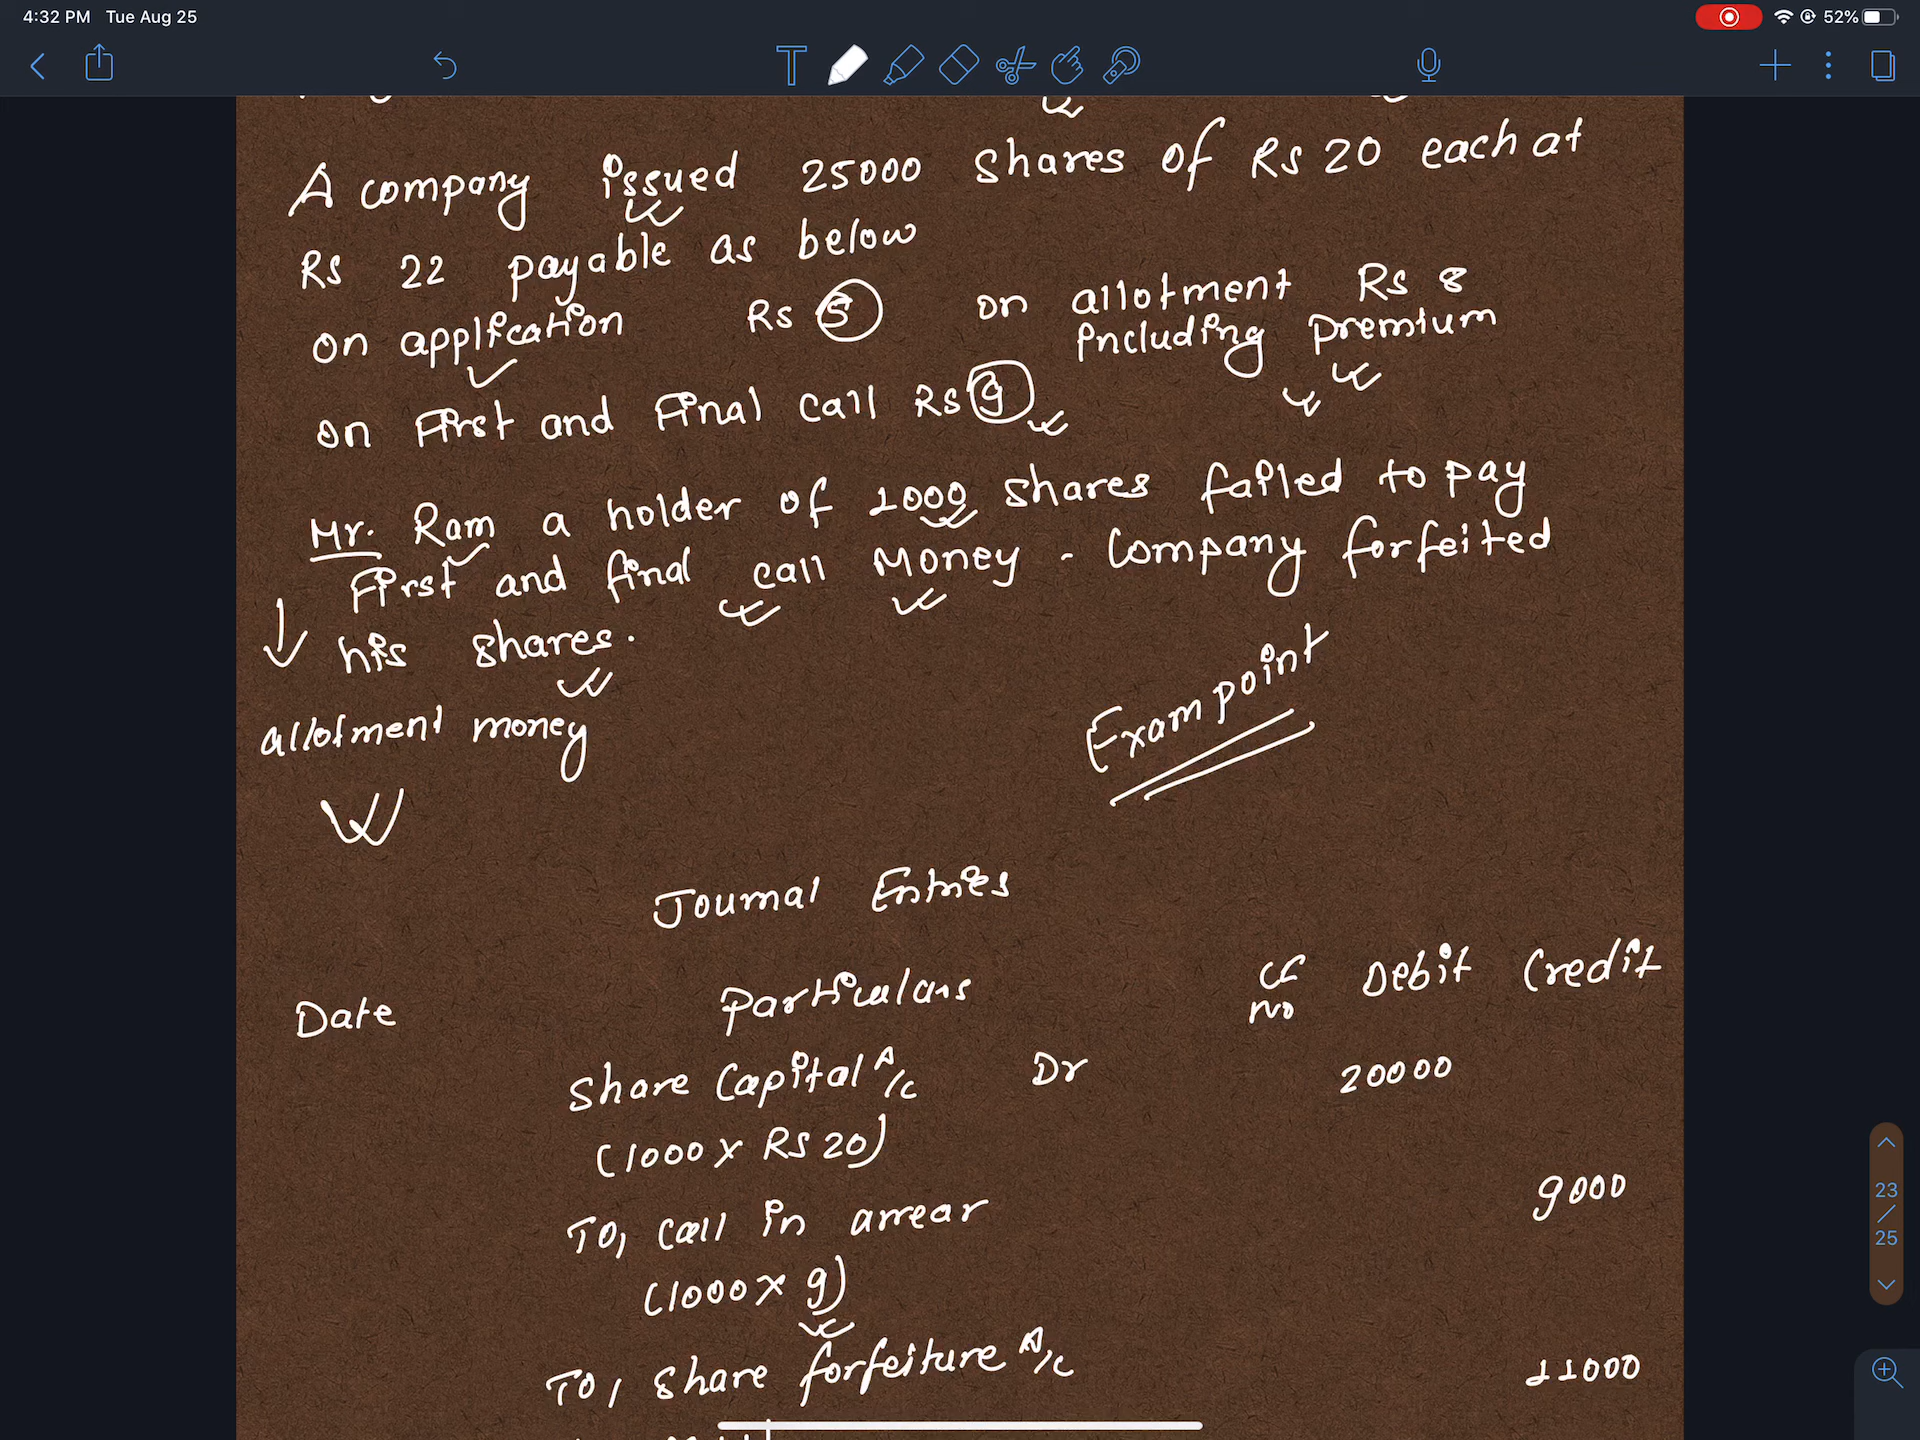 4:32 PM Tue Aug 25
52%
A company issued 25000 shares of Rs 20 each at
Rs 22 payable as below
on application Rs 5 on allotment Rs 8
including premium
on First and Final call Rs 9
Mr. Ram a holder of 1000 shares failed to pay
First and final call Money - Company forfeited
his shares.
allotment money
Exam point
Journal Entries
Date Particulars LF No Debit Credit
Share Capital A/c Dr 20000
(1000 x Rs 20)
To, Call in arrear 9000
(1000 x 9)
To, Share forfeiture A/c 11000
23
/
25